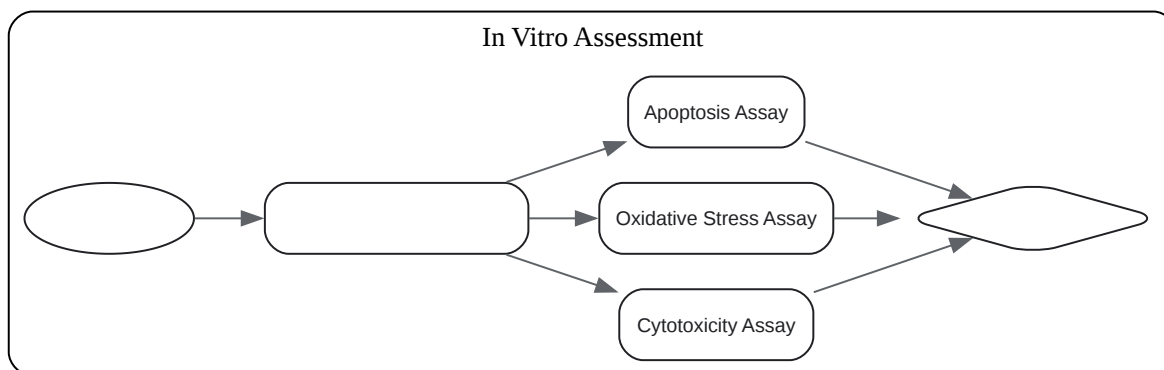 In Vitro Assessment
Apoptosis Assay
Oxidative Stress Assay
Cytotoxicity Assay